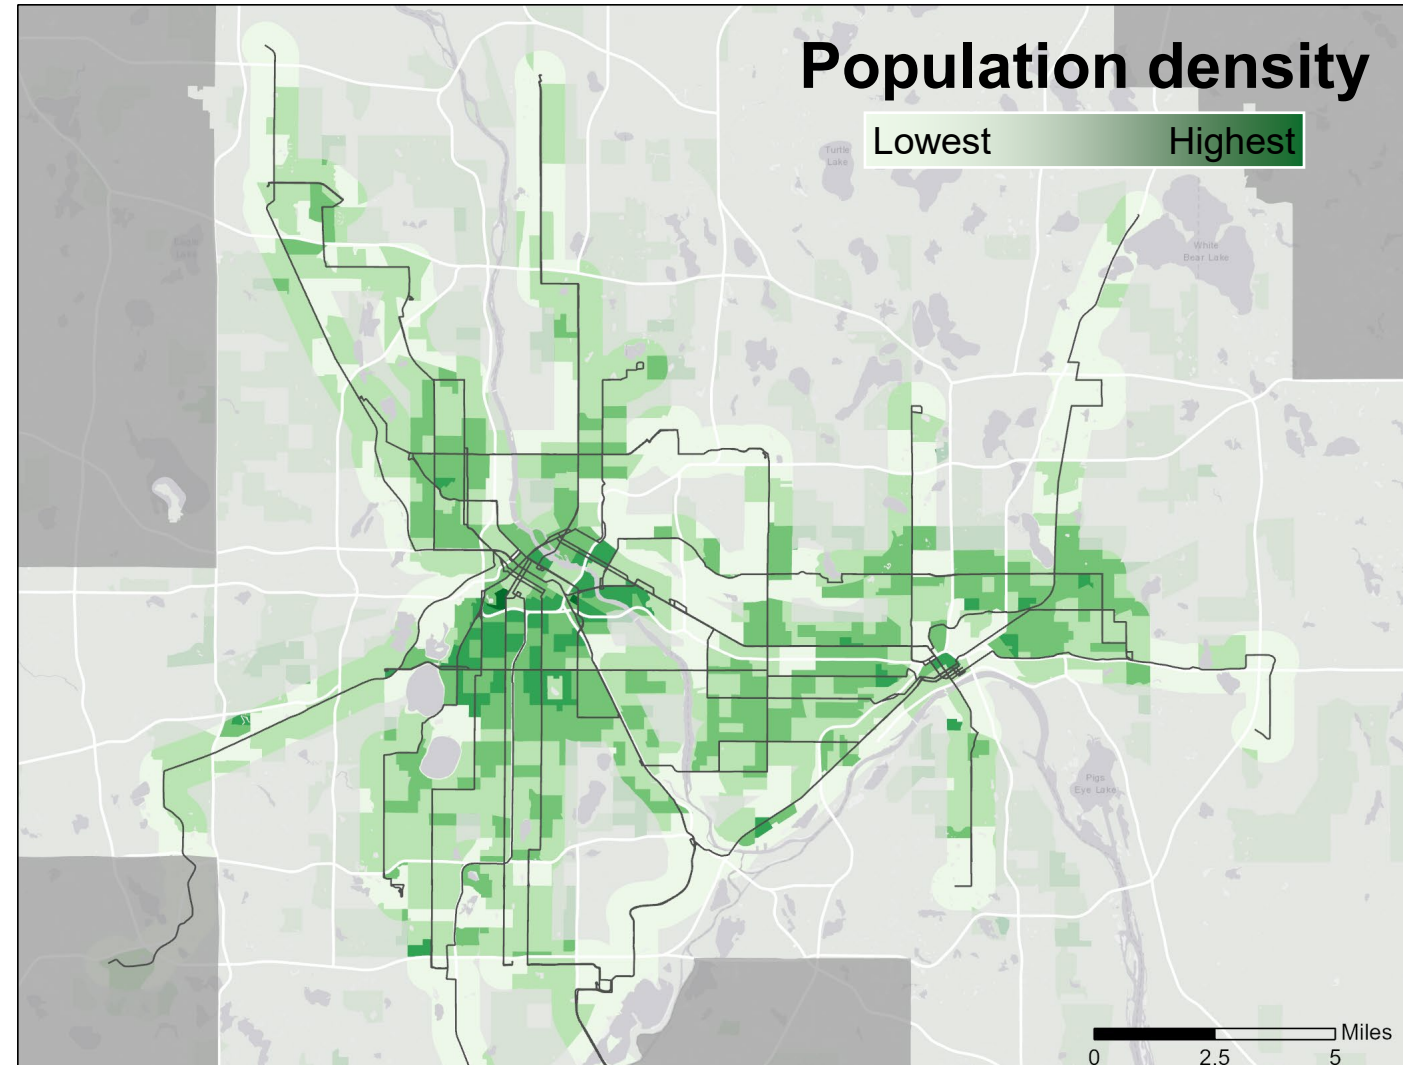 Population density
Lowest Highest
Turtle
Lake
White
Bear Lake
Pigs
Eye Lake
Miles
0 2.5 5